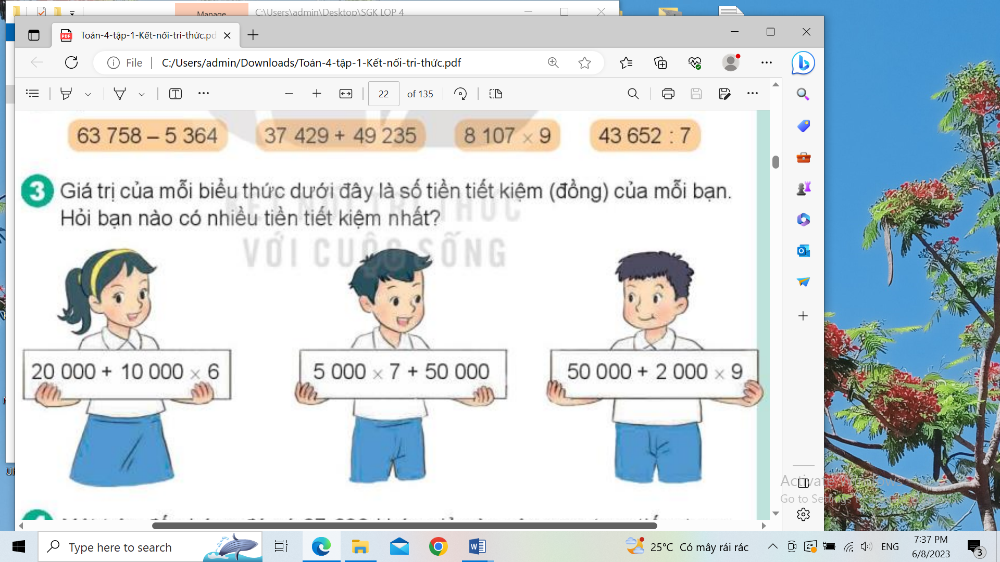 Manage
C:\Users\admin\Desktop\SGK LOP 4
Toán-4-tập-1-Kết-nối-tri-thức.pd
File
C:/Users/admin/Downloads/Toán-4-tập-1-Kết-nối-tri-thức.pdf
22 of 135
63 758 – 5 364
37 429 + 49 235
8 107 × 9
43 652 : 7
3 Giá trị của mỗi biểu thức dưới đây là số tiền tiết kiệm (đồng) của mỗi bạn.
Hỏi bạn nào có nhiều tiền tiết kiệm nhất?
KẾT NỐI TRI THỨC
VỚI CUỘC SỐNG
20 000 + 10 000 × 6
5 000 × 7 + 50 000
50 000 + 2 000 × 9
Activate Windows
Go to Settings
Type here to search
25°C Có mây rải rác
ENG
7:37 PM
6/8/2023
3